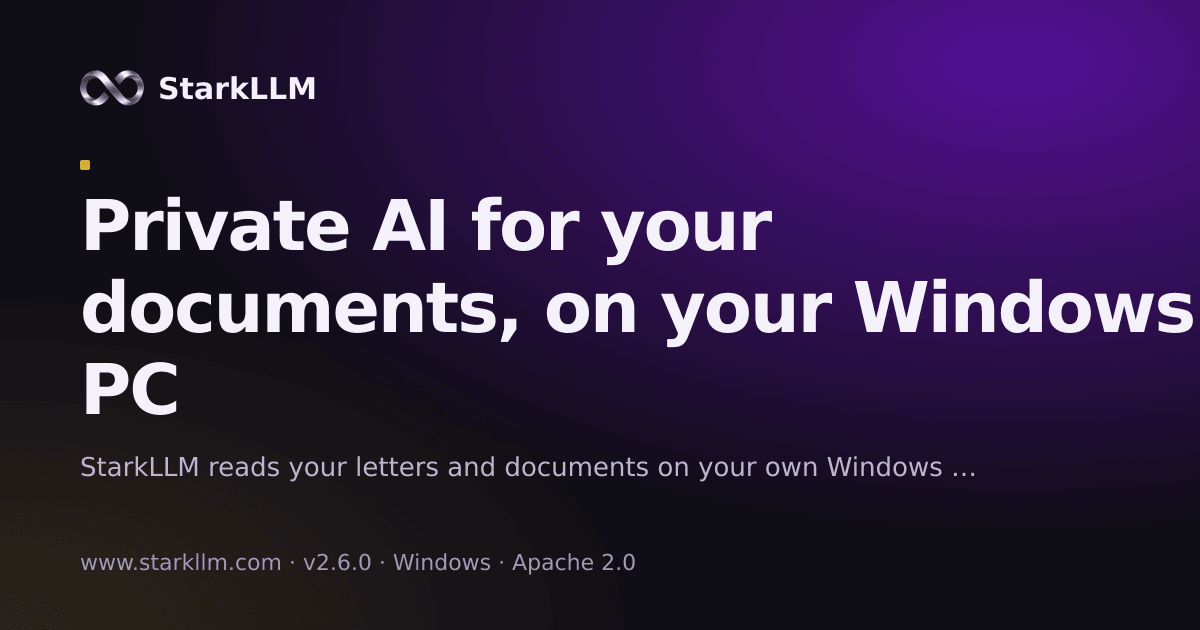 StarkLLM
Private AI for your
documents, on your Windows
PC
StarkLLM reads your letters and documents on your own Windows …
www.starkllm.com · v2.6.0 · Windows · Apache 2.0